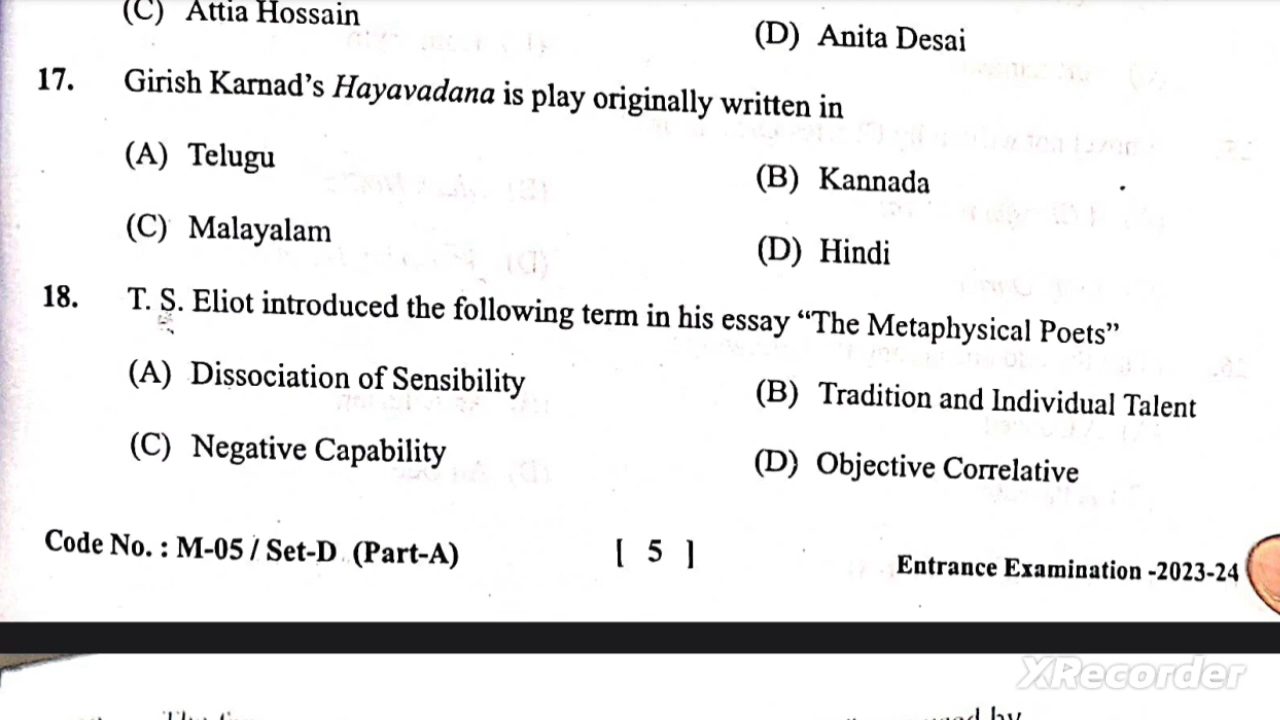 (C) Attia Hossain
(D) Anita Desai
17. Girish Karnad's Hayavadana is play originally written in
(A) Telugu
(B) Kannada
(C) Malayalam
(D) Hindi
18. T. S. Eliot introduced the following term in his essay “The Metaphysical Poets”
(A) Dissociation of Sensibility
(B) Tradition and Individual Talent
(C) Negative Capability
(D) Objective Correlative
Code No. : M-05 / Set-D (Part-A)
[ 5 ]
Entrance Examination -2023-24
XRecorder
by